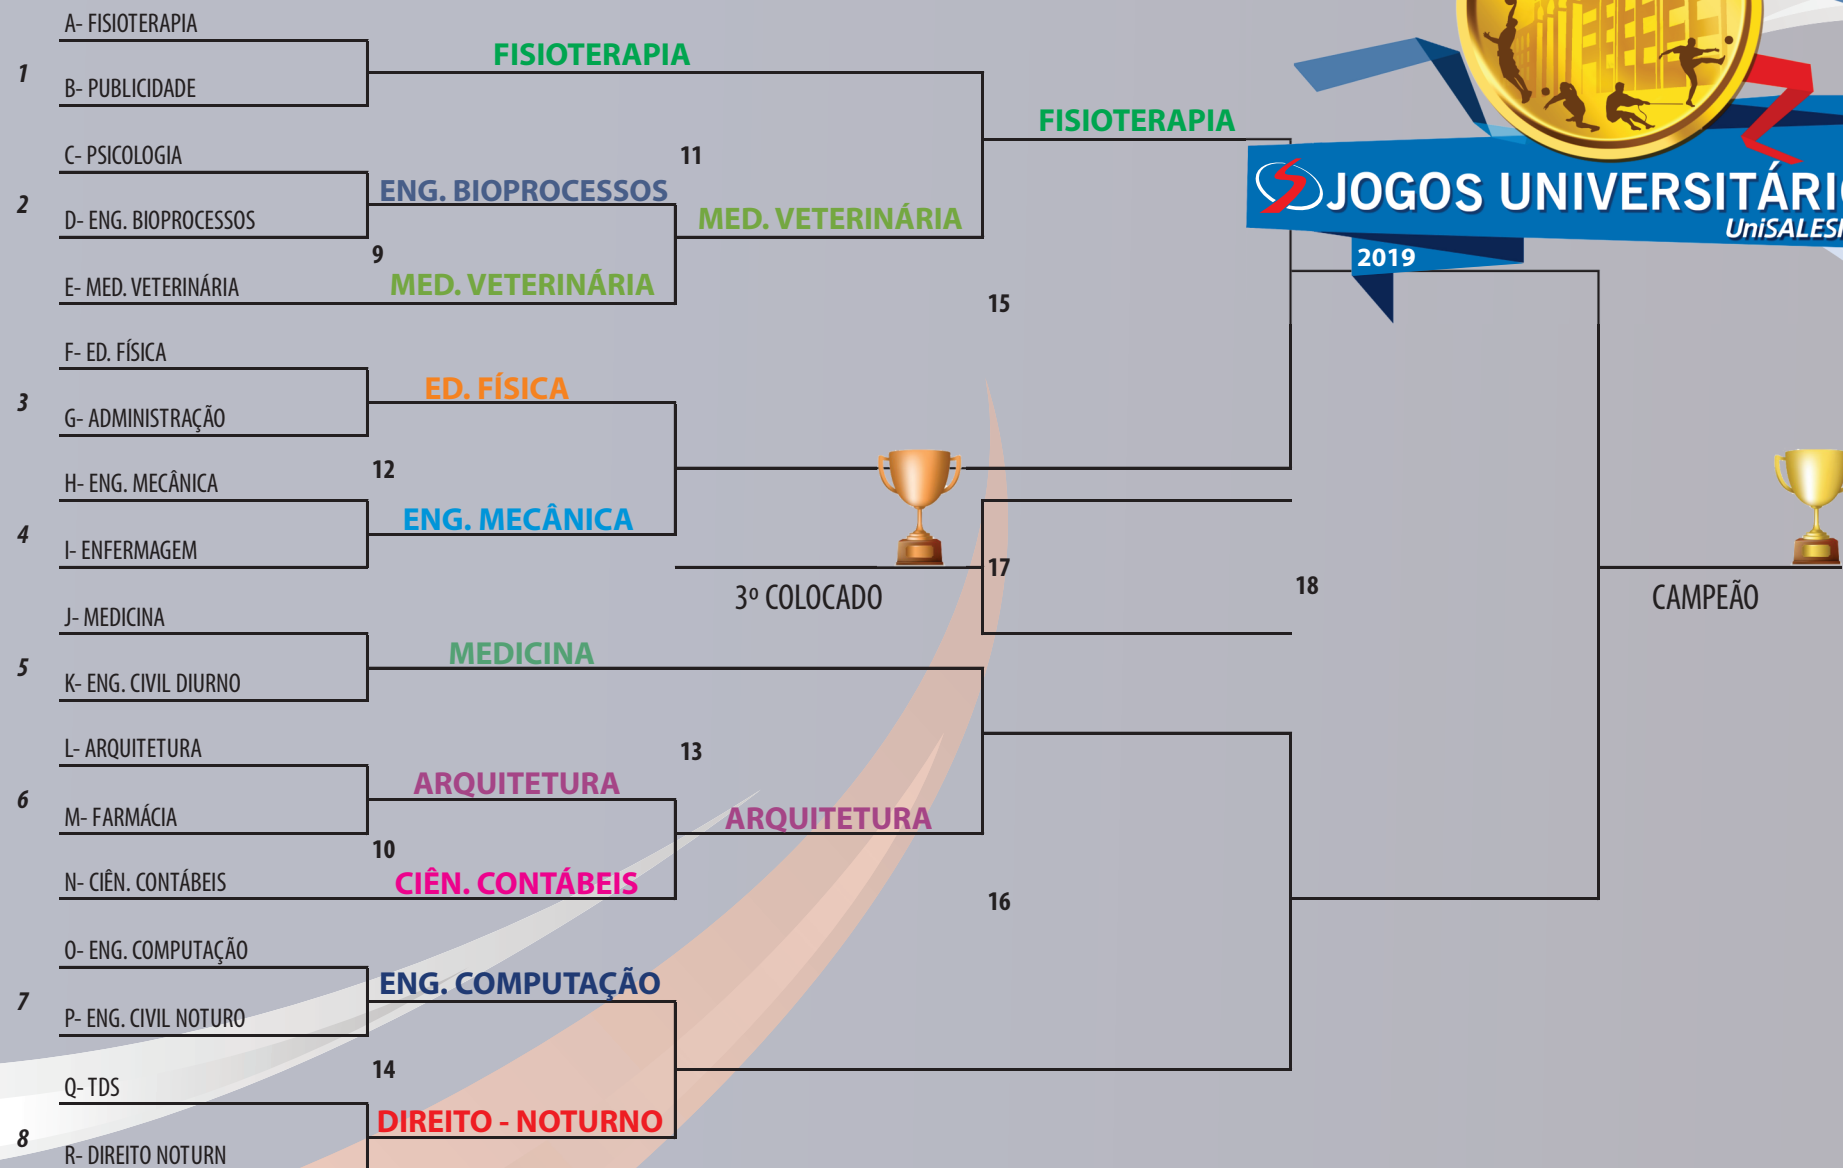 A- FISIOTERAPIA
1
FISIOTERAPIA
B- PUBLICIDADE
FISIOTERAPIA
C- PSICOLOGIA
11
2
ENG. BIOPROCESSOS
D- ENG. BIOPROCESSOS
MED. VETERINÁRIA
9
E- MED. VETERINÁRIA
MED. VETERINÁRIA
15
JOGOS UNIVERSITÁRI
UniSALESI
2019
F- ED. FÍSICA
3
ED. FÍSICA
G- ADMINISTRAÇÃO
12
H- ENG. MECÂNICA
4
ENG. MECÂNICA
I- ENFERMAGEM
17
18
3º COLOCADO
CAMPEÃO
J- MEDICINA
5
MEDICINA
K- ENG. CIVIL DIURNO
L- ARQUITETURA
13
6
ARQUITETURA
M- FARMÁCIA
ARQUITETURA
10
N- CIÊN. CONTÁBEIS
CIÊN. CONTÁBEIS
16
O- ENG. COMPUTAÇÃO
7
ENG. COMPUTAÇÃO
P- ENG. CIVIL NOTURO
14
Q- TDS
8
DIREITO - NOTURNO
R- DIREITO NOTURN